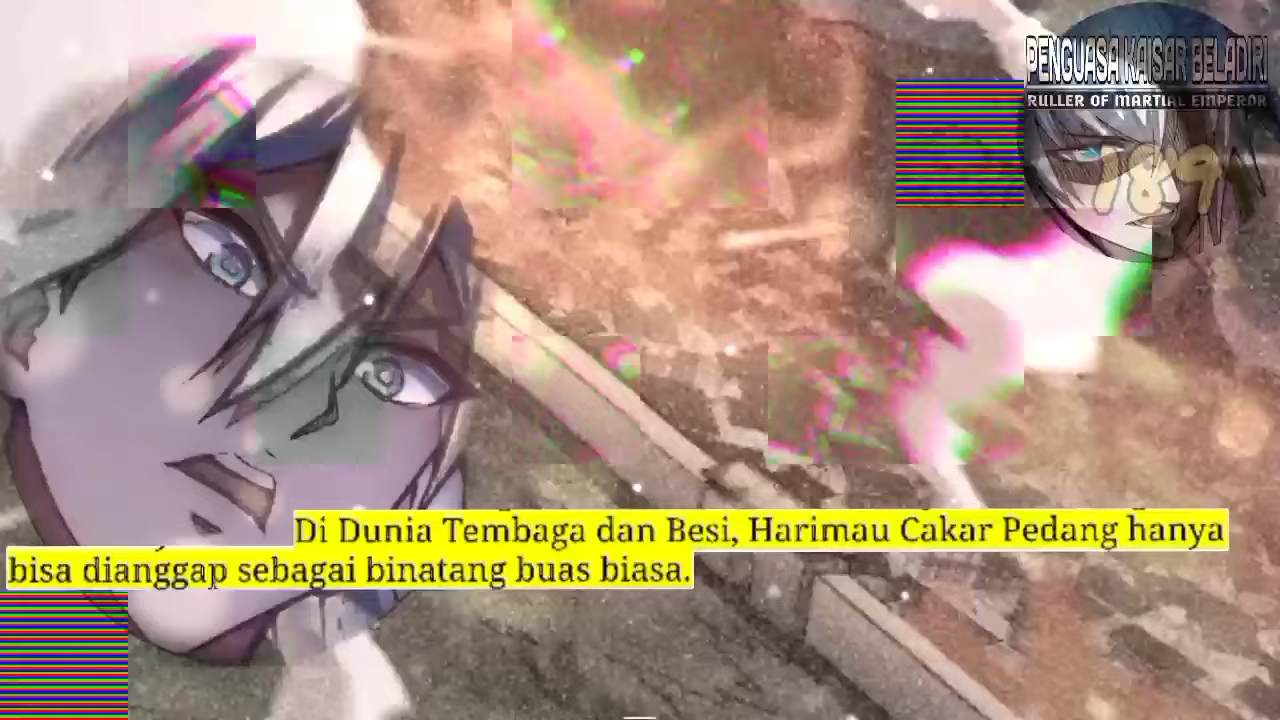 PENGUASA KAISAR BELADIRI
RULLER OF MARTIAL EMPEROR
789
Di Dunia Tembaga dan Besi, Harimau Cakar Pedang hanya
bisa dianggap sebagai binatang buas biasa.